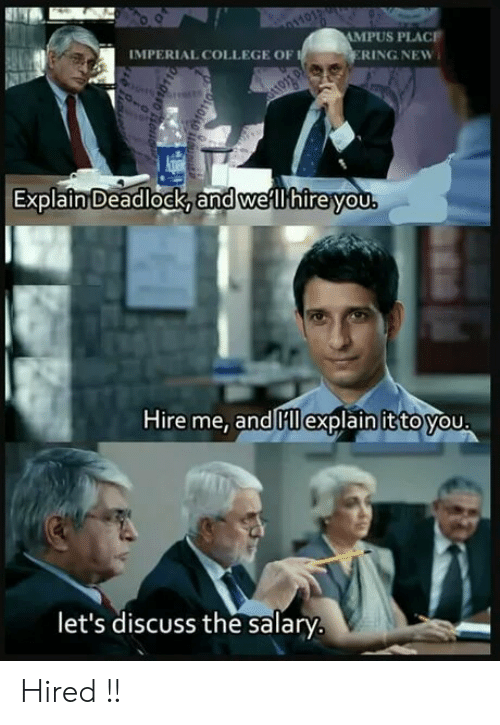 AMPUS PLAC
IMPERIAL COLLEGE OF
ERING NEW
Explain Deadlock, and we'll hire you.
Hire me, and I'll explain it to you.
let's discuss the salary.
Hired !!